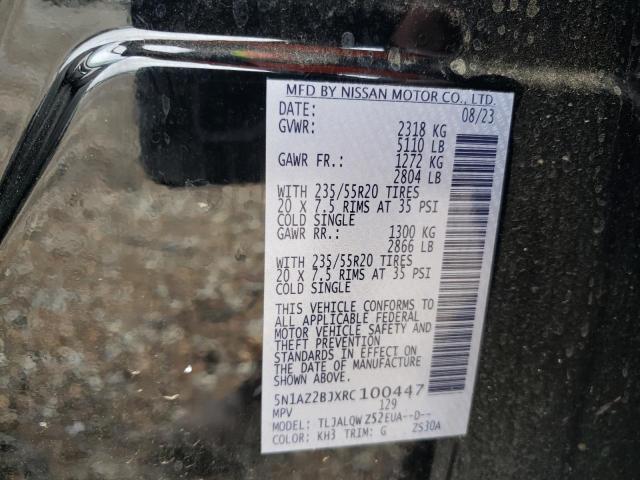 MFD BY NISSAN MOTOR CO., LTD.
DATE: 08/23
GVWR: 2318 KG
5110 LB
GAWR FR.: 1272 KG
2804 LB
WITH 235/55R20 TIRES
20 X 7.5 RIMS AT 35 PSI
COLD SINGLE
GAWR RR.: 1300 KG
2866 LB
WITH 235/55R20 TIRES
20 X 7.5 RIMS AT 35 PSI
COLD SINGLE
THIS VEHICLE CONFORMS TO
ALL APPLICABLE FEDERAL
MOTOR VEHICLE SAFETY AND
THEFT PREVENTION
STANDARDS IN EFFECT ON
THE DATE OF MANUFACTURE
SHOWN ABOVE.
5N1AZ2BJXRC100447
MPV 129
MODEL: TLJALQWZ52EUA--D--
COLOR: KH3 TRIM: G ZS30A